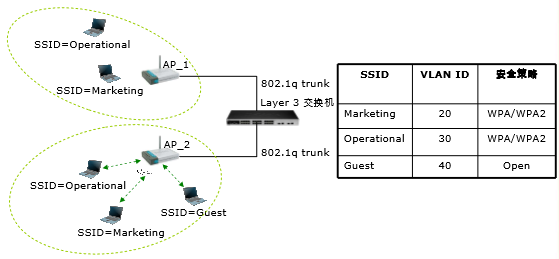 SSID=Operational
AP_1
SSID=Marketing
802.1q trunk
Layer 3 交换机
AP_2
802.1q trunk
SSID=Operational
SSID=Guest
SSID=Marketing
SSID VLAN ID 安全策略
Marketing 20 WPA/WPA2
Operational 30 WPA/WPA2
Guest 40 Open